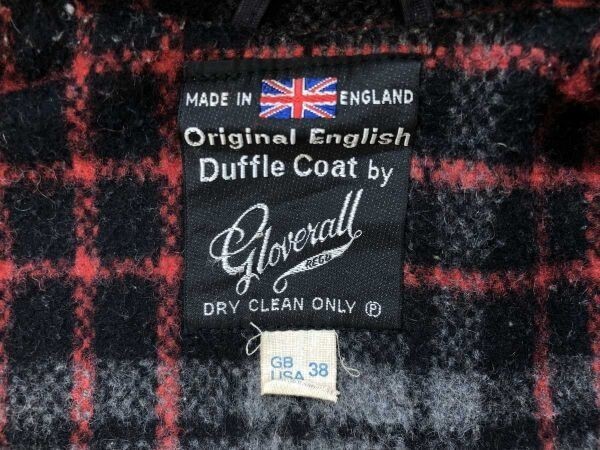 MADE IN ENGLAND
Original English
Duffle Coat by
Gloverall
REGD
DRY CLEAN ONLY Ⓟ
GB
USA 38